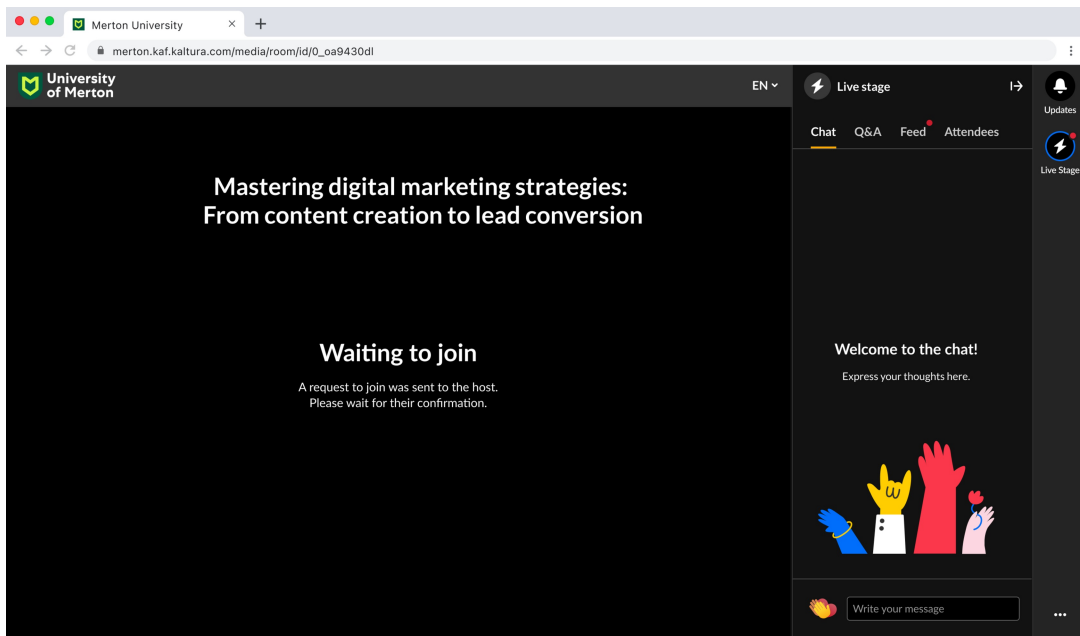 Merton University
merton.kaf.kaltura.com/media/room/id/0_oa9430dl
University
of Merton
EN
Live stage
Updates
Chat Q&A Feed Attendees
Live Stage
Mastering digital marketing strategies:
From content creation to lead conversion
Waiting to join
A request to join was sent to the host.
Please wait for their confirmation.
Welcome to the chat!
Express your thoughts here.
Write your message